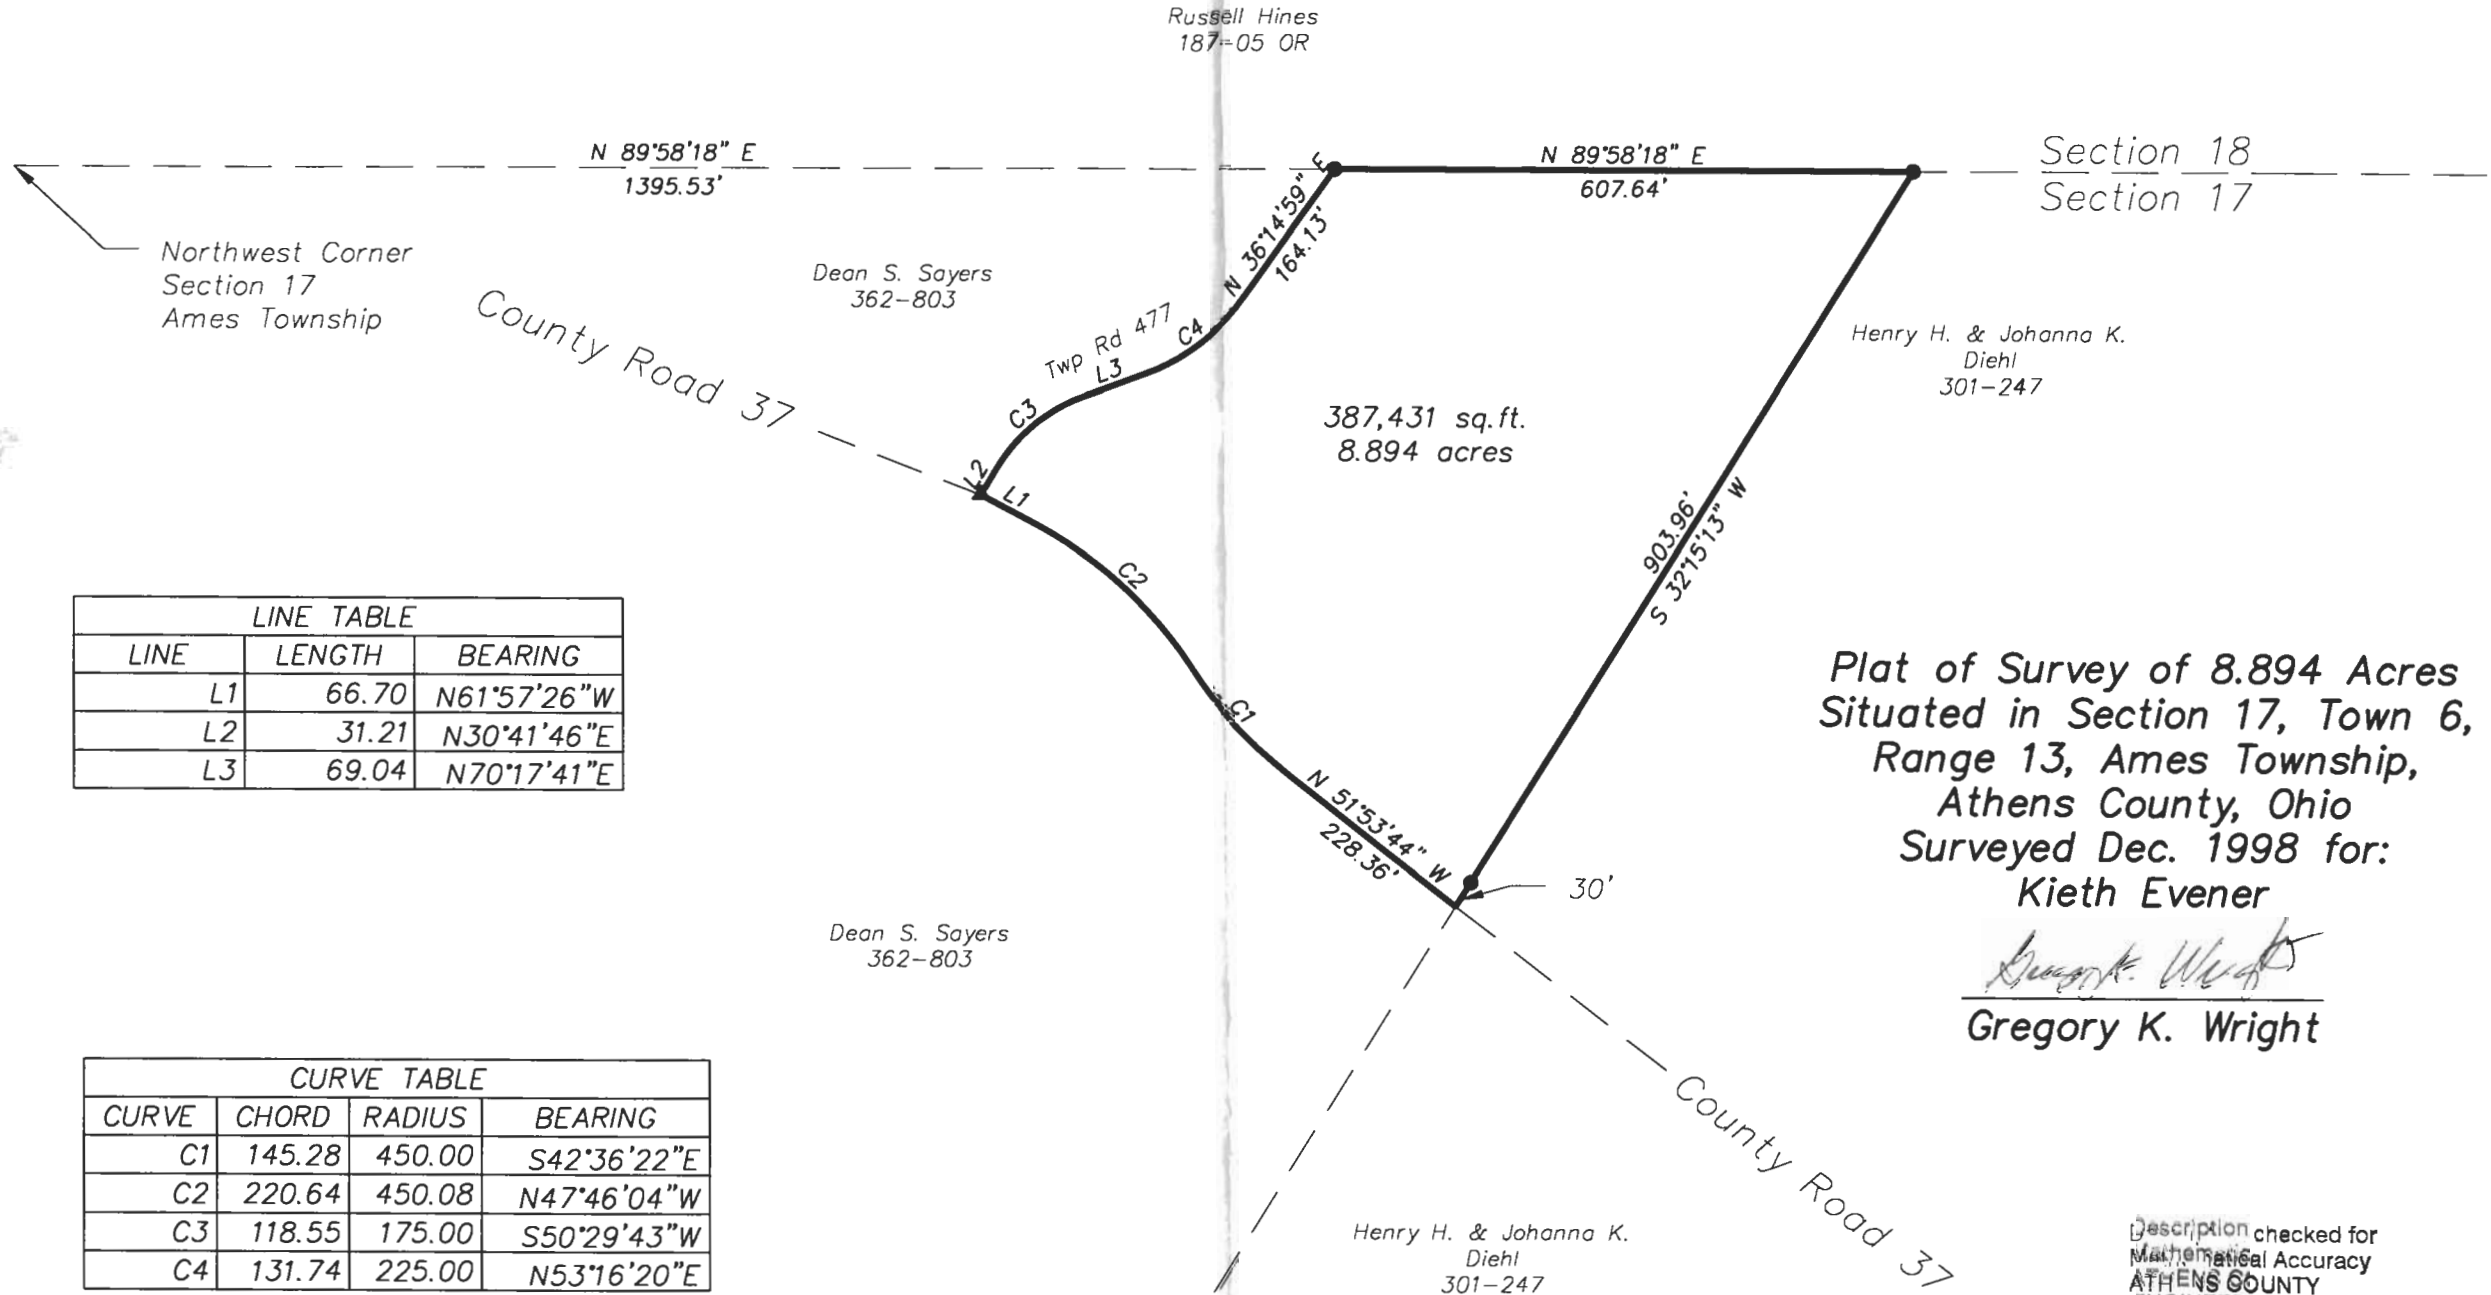 Russell Hines
187-05 OR
N 89°58'18" E
1395.53'
N 89°58'18" E
607.64'
Section 18
Section 17
Northwest Corner
Section 17
Ames Township
County Road 37
Dean S. Sayers
362-803
Twp Rd 477
N 36°14'59" E
164.13'
C4
L3
C3
L2
L1
C2
C1
387,431 sq.ft.
8.894 acres
Henry H. & Johanna K.
Diehl
301-247
903.96'
S 32°15'13" W
N 51°53'44" W
228.36'
30'
LINE TABLE
LINE LENGTH BEARING
L1 66.70 N61°57'26"W
L2 31.21 N30°41'46"E
L3 69.04 N70°17'41"E
Plat of Survey of 8.894 Acres
Situated in Section 17, Town 6,
Range 13, Ames Township,
Athens County, Ohio
Surveyed Dec. 1998 for:
Kieth Evener
Gregory K. Wright
Gregory K. Wright
Dean S. Sayers
362-803
CURVE TABLE
CURVE CHORD RADIUS BEARING
C1 145.28 450.00 S42°36'22"E
C2 220.64 450.08 N47°46'04"W
C3 118.55 175.00 S50°29'43"W
C4 131.74 225.00 N53°16'20"E
County Road 37
Henry H. & Johanna K.
Diehl
301-247
Description checked for
Mathematical Accuracy
ATHENS COUNTY